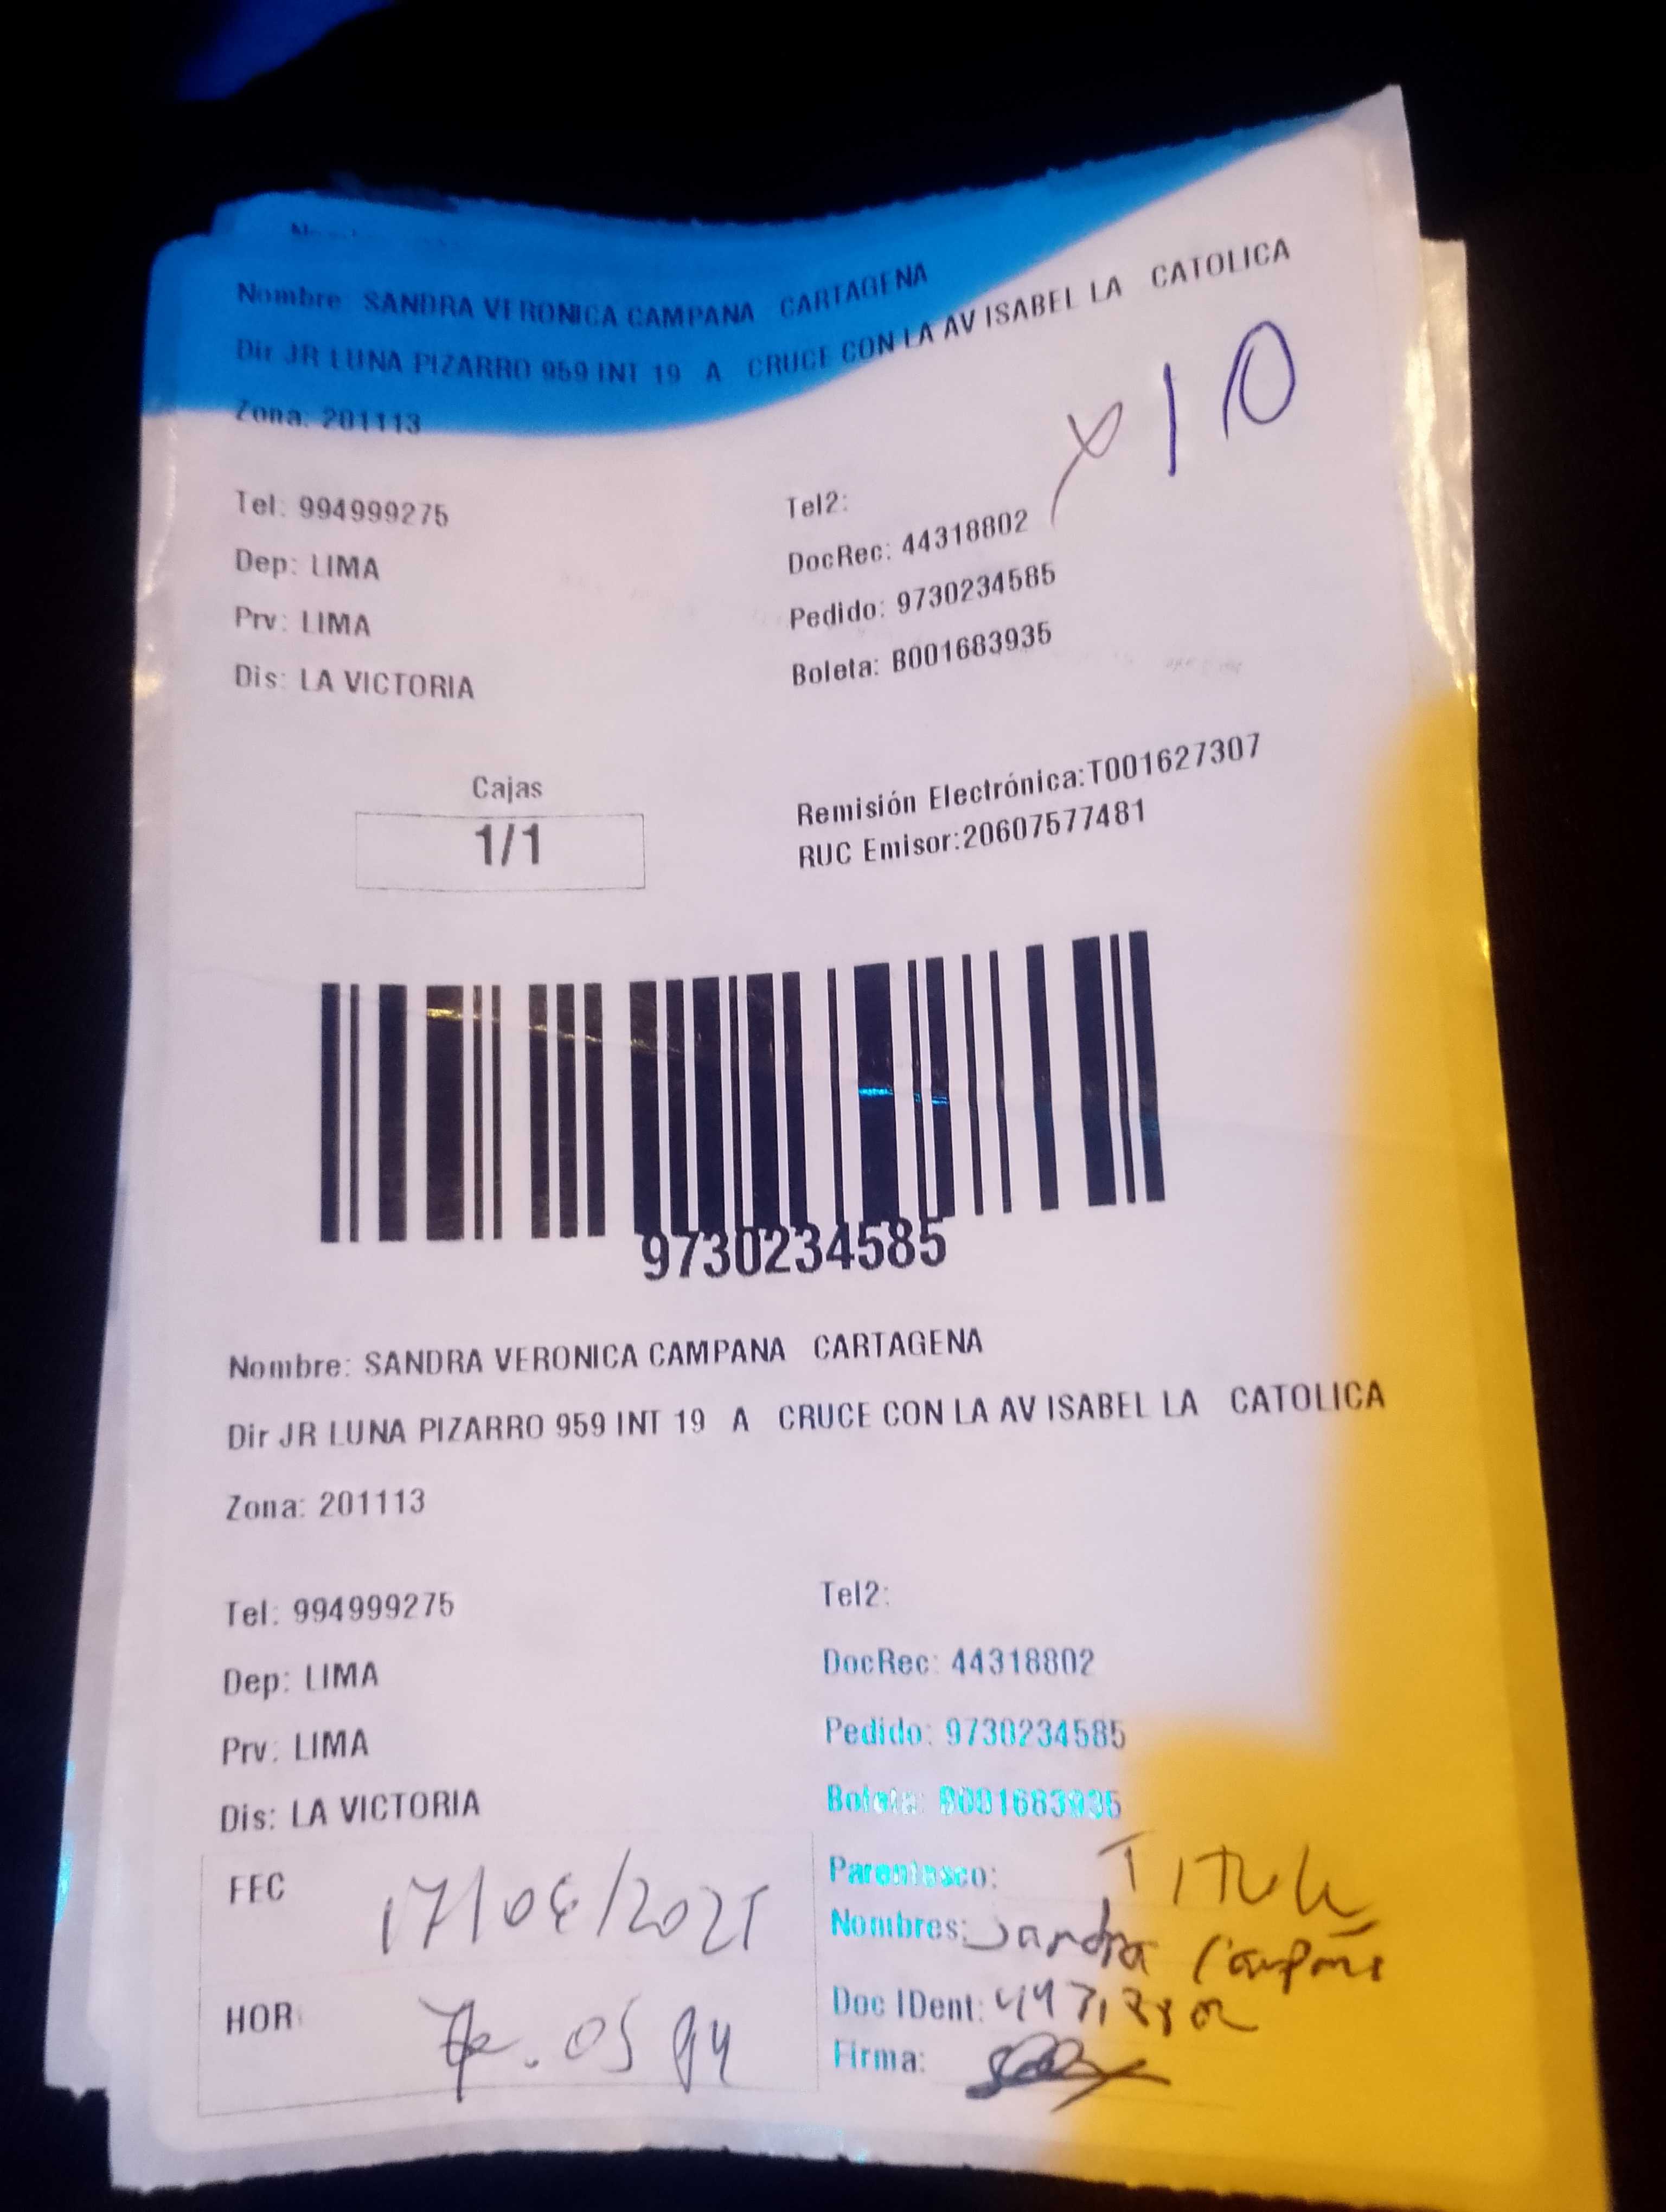 Nombre SANDRA VERONICA CAMPANA CARTAGENA
Dir JR LUNA PIZARRO 959 INT 19 A CRUCE CON LA AV ISABEL LA CATOLICA
Zona: 201113
x10
Tel: 994999275
Tel2:
Dep: LIMA
DocRec: 44318802
Prv: LIMA
Pedido: 9730234585
Dis: LA VICTORIA
Boleta: B001683935
Cajas
1/1
Remisión Electrónica:T001627307
RUC Emisor:20607577481
9730234585
Nombre: SANDRA VERONICA CAMPANA CARTAGENA
Dir JR LUNA PIZARRO 959 INT 19 A CRUCE CON LA AV ISABEL LA CATOLICA
Zona: 201113
Tel: 994999275
Tel2:
Dep: LIMA
DocRec: 44318802
Prv: LIMA
Pedido: 9730234585
Dis: LA VICTORIA
Boleta: B001683935
FEC
Parentesco:
Nombres: Sandra Campana
HOR:
Doc IDent:
Firma: